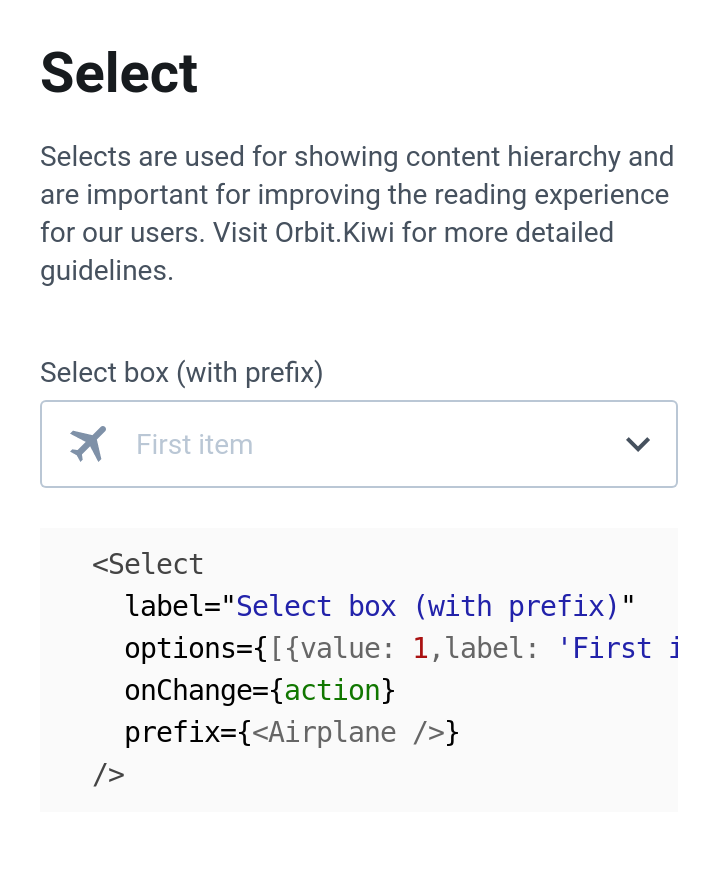 Select
Selects are used for showing content hierarchy and
are important for improving the reading experience
for our users. Visit Orbit.Kiwi for more detailed
guidelines.
Select box (with prefix)
First item
<Select
label="Select box (with prefix)"
options={[{value: 1,label: 'First i
onChange={action}
prefix={<Airplane />}
/>